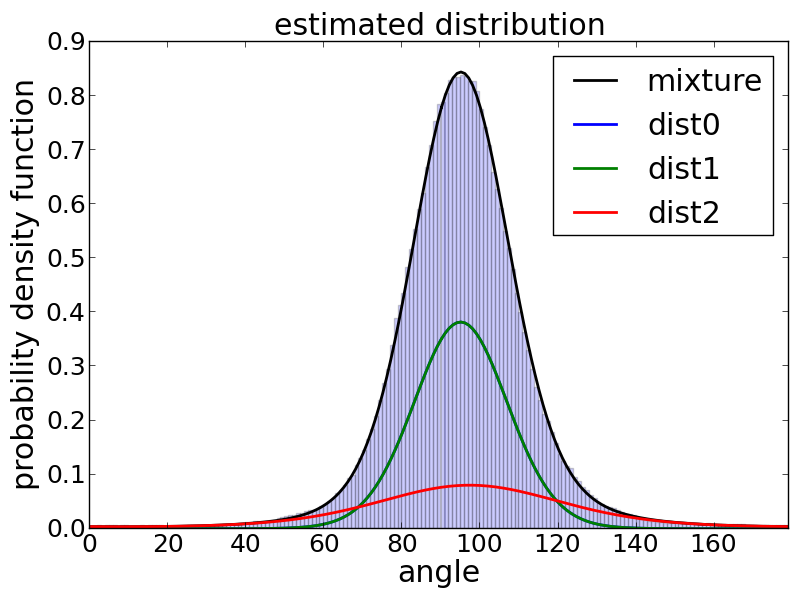 estimated distribution
0.9
0.8
0.7
0.6
0.5
0.4
0.3
0.2
0.1
0.0
probability density function
mixture
dist0
dist1
dist2
0 20 40 60 80 100 120 140 160
angle